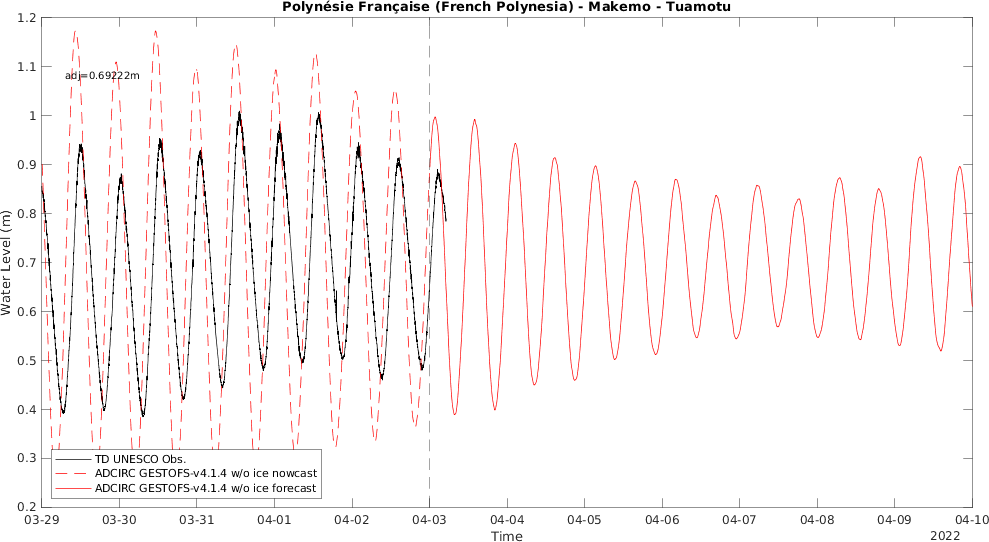 Polynésie Française (French Polynesia) - Makemo - Tuamotu
adj=0.69222m
Water Level (m)
1.2
1.1
1
0.9
0.8
0.7
0.6
0.5
0.4
0.3
0.2
TD UNESCO Obs.
ADCIRC GESTOFS-v4.1.4 w/o ice nowcast
ADCIRC GESTOFS-v4.1.4 w/o ice forecast
03-29 03-30 03-31 04-01 04-02 04-03 04-04 04-05 04-06 04-07 04-08 04-09 04-10
Time
2022